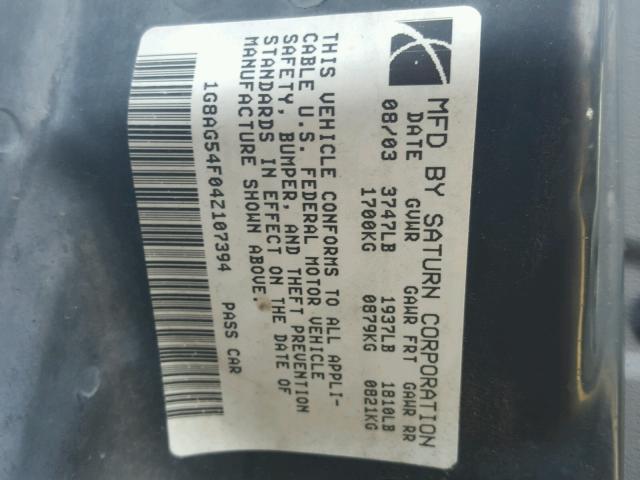 MFD BY SATURN CORPORATION
DATE GVWR GAWR FRT GAWR RR
08/03 3747LB 1937LB 1810LB
1700KG 0879KG 0821KG
THIS VEHICLE CONFORMS TO ALL APPLI-
CABLE U.S. FEDERAL MOTOR VEHICLE
SAFETY, BUMPER, AND THEFT PREVENTION
STANDARDS IN EFFECT ON THE DATE OF
MANUFACTURE SHOWN ABOVE.
1G8AG54F04Z107394 PASS CAR